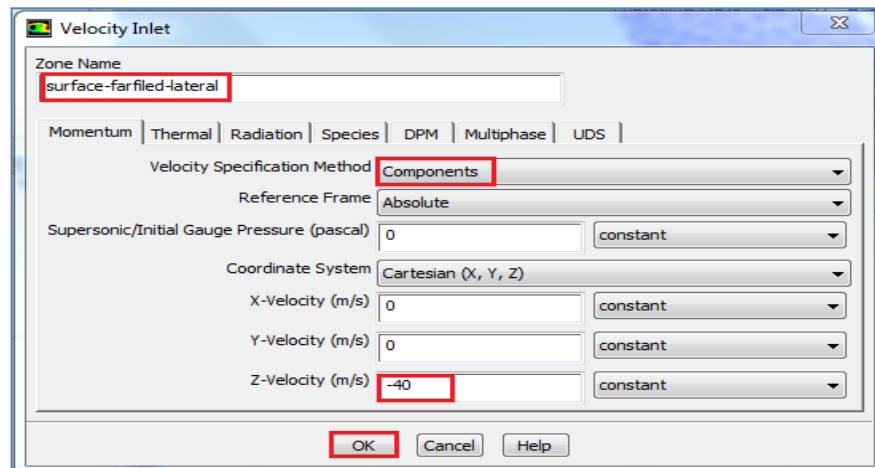 Velocity Inlet
Zone Name
surface-farfiled-lateral
Momentum Thermal Radiation Species DPM Multiphase UDS
Velocity Specification Method Components
Reference Frame Absolute
Supersonic/Initial Gauge Pressure (pascal) 0 constant
Coordinate System Cartesian (X, Y, Z)
X-Velocity (m/s) 0 constant
Y-Velocity (m/s) 0 constant
Z-Velocity (m/s) -40 constant
OK Cancel Help